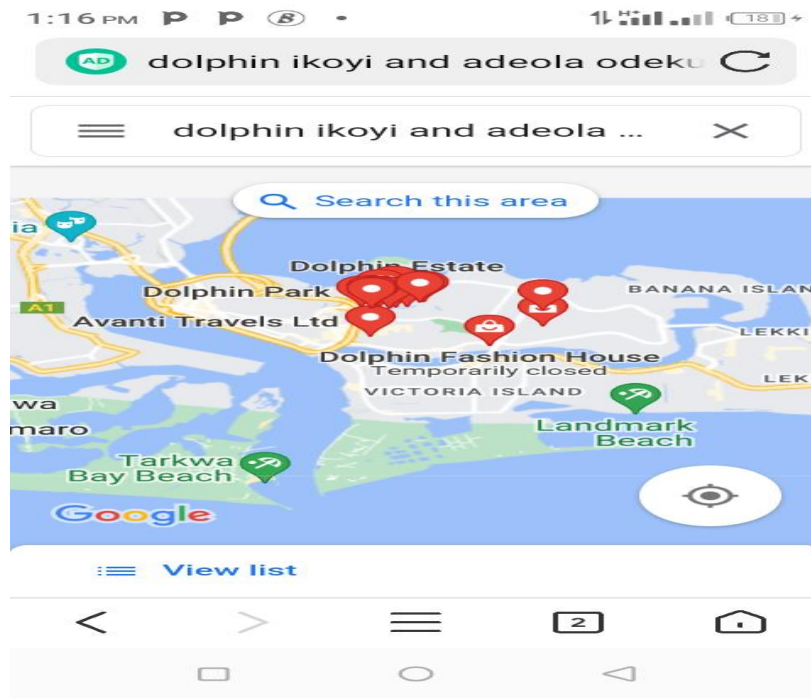 1:16 PM
18
AD dolphin ikoyi and adeola odeku
dolphin ikoyi and adeola ...
Search this area
ia
Dolphin Estate
Dolphin Park
BANANA ISLAN
A1
Avanti Travels Ltd
LEKKI
Dolphin Fashion House
Temporarily closed
LEK
VICTORIA ISLAND
wa
maro
Landmark
Beach
Tarkwa
Bay Beach
Google
View list
2